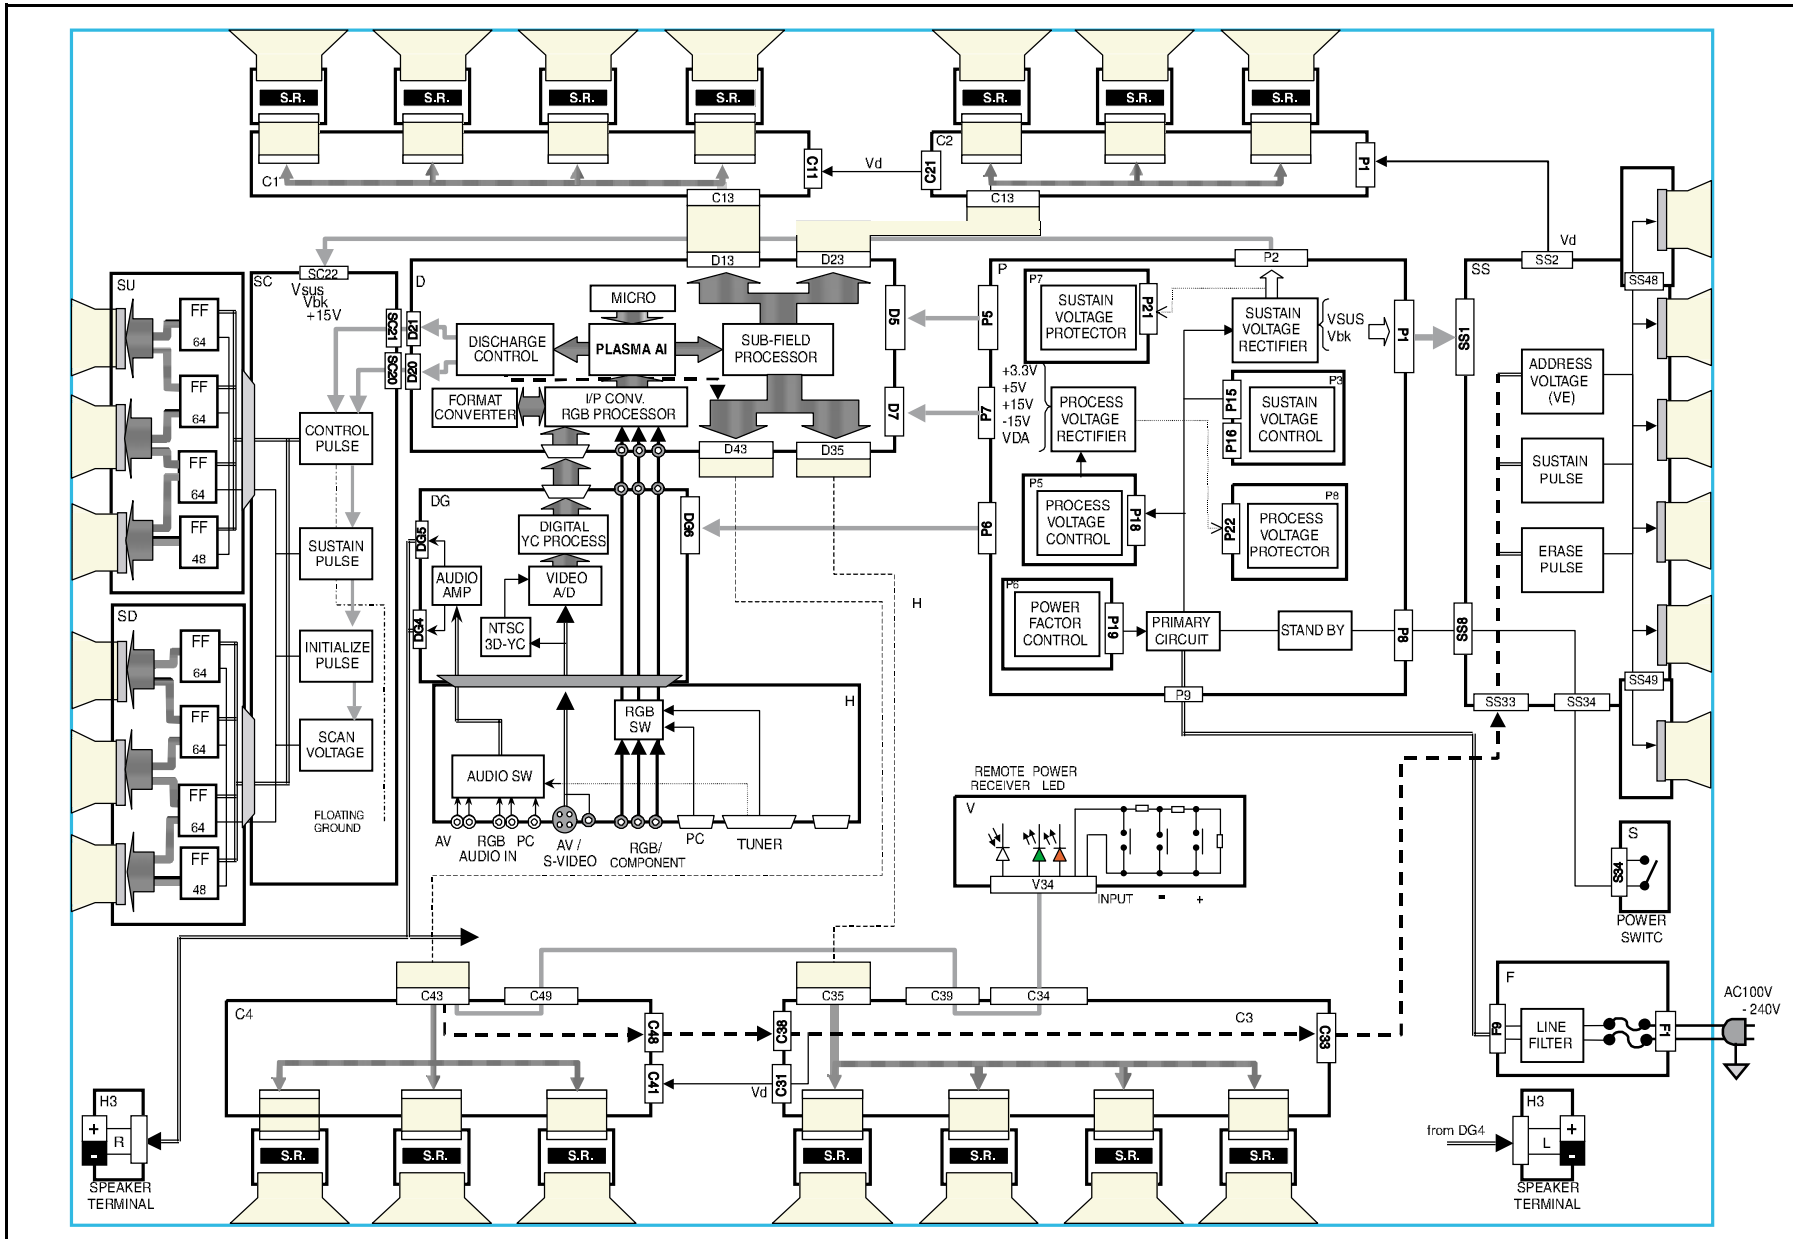 S.R. S.R. S.R. S.R. S.R. S.R. S.R.
C1
C11
Vd
C21
C2
P1
C13
C13
Vd
SS2
SS48
SU
FF
64
FF
64
FF
64
FF
48
SD
FF
64
FF
64
FF
64
FF
48
SC
SC22
Vsus
Vbk
+15V
SC21
SC20
CONTROL
PULSE
SUSTAIN
PULSE
INITIALIZE
PULSE
SCAN
VOLTAGE
FLOATING
GROUND
D
D13
D23
D21
D20
MICRO
DISCHARGE
CONTROL
PLASMA AI
SUB-FIELD
PROCESSOR
FORMAT
CONVERTER
I/P CONV.
RGB PROCESSOR
D5
D7
D43
D35
DG
DG5
DG4
DG6
DIGITAL
YC PROCESS
AUDIO
AMP
VIDEO
A/D
NTSC
3D-YC
H
H
RGB
SW
AUDIO SW
AV
RGB
PC
AUDIO IN
AV /
S-VIDEO
RGB/
COMPONENT
PC
TUNER
P
P2
P5
P7
P6
P7
SUSTAIN
VOLTAGE
PROTECTOR
P21
SUSTAIN
VOLTAGE
RECTIFIER
VSUS
Vbk
P1
+3.3V
+5V
+15V
-15V
VDA
PROCESS
VOLTAGE
RECTIFIER
P15
P16
P3
SUSTAIN
VOLTAGE
CONTROL
P5
PROCESS
VOLTAGE
CONTROL
P18
P22
P8
PROCESS
VOLTAGE
PROTECTOR
P6
POWER
FACTOR
CONTROL
P19
PRIMARY
CIRCUIT
STAND BY
P8
P9
SS
SS1
SS8
ADDRESS
VOLTAGE
(VE)
SUSTAIN
PULSE
ERASE
PULSE
SS33
SS34
SS49
REMOTE POWER
RECEIVER LED
V
V34
INPUT - +
S
S34
POWER
SWITC
F
F9
LINE
FILTER
F1
AC100V
- 240V
C43
C49
C4
C48
C41
C35
C39
C34
C38
Vd
C31
C3
C33
S.R. S.R. S.R. S.R. S.R. S.R. S.R.
H3
+
-
R
SPEAKER
TERMINAL
H3
from DG4
L
+
-
SPEAKER
TERMINAL